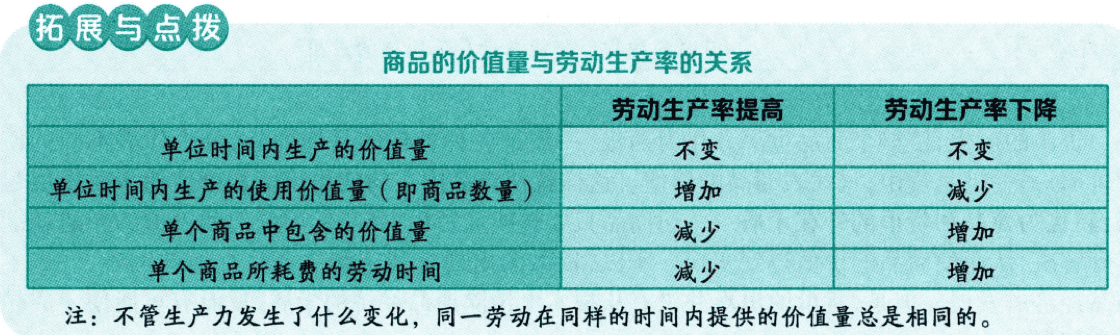 拓展与点拨
商品的价值量与劳动生产率的关系
劳动生产率提高 劳动生产率下降
单位时间内生产的价值量 不变 不变
单位时间内生产的使用价值量（即商品数量） 增加 减少
单个商品中包含的价值量 减少 增加
单个商品所耗费的劳动时间 减少 增加
注：不管生产力发生了什么变化，同一劳动在同样的时间内提供的价值量总是相同的。